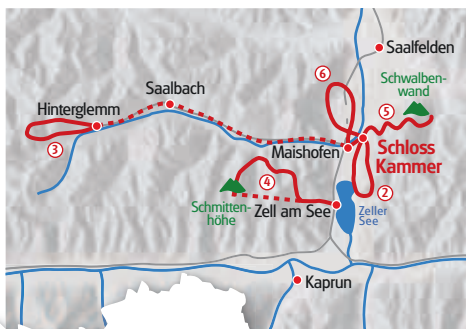 Saalfelden
6
Schwalben-
wand
Saalbach
5
Hinterglemm
Schloss
Kammer
3
Maishofen
4
2
Schmitten-
höhe
Zell am See
Zeller
See
Kaprun